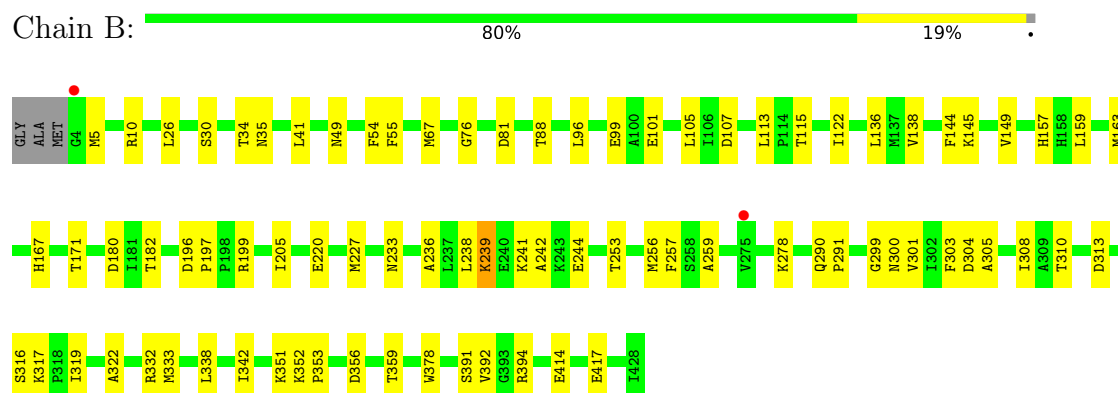 Chain B:
80% 19% •
GLY ALA MET G4 M5 R10 L26 S30 T34 N35 L41 N49 F54 F55 M67 G76 D81 T88 L96 E99 A100 E101 L105 I106 D107 L113 P114 T115 I122 L136 M137 V138 F144 K145 V149 H157 H158 L159 M163
H167 T171 D180 I181 T182 D196 P197 P198 R199 I205 E220 M227 N233 A236 L237 L238 K239 E240 K241 A242 K243 E244 T253 M256 F257 S258 A259 V275 K278 Q290 P291 G299 N300 V301 I302 F303 D304 A305 I308 A309 T310 D313
S316 K317 P318 I319 A322 R332 M333 L338 I342 K351 K352 P353 D356 T359 W378 S391 V392 G393 R394 E414 E417 I428